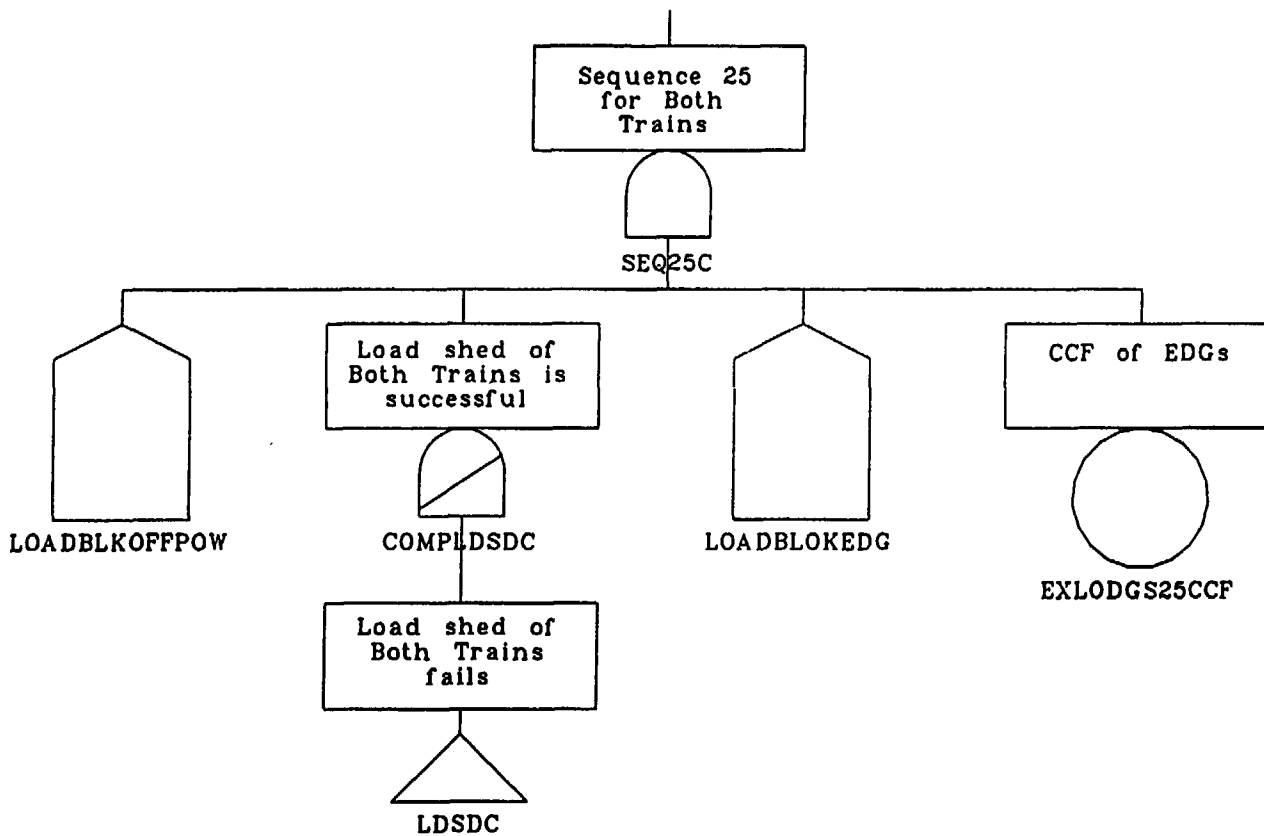 Sequence 25
for Both
Trains
SEQ25C
Load shed of
Both Trains is
successful
CCF of EDGs
LOADBLKOFFPOW
COMPLDSDC
LOADBLOKEDG
EXLODGS25CCF
Load shed of
Both Trains
fails
LDSDC